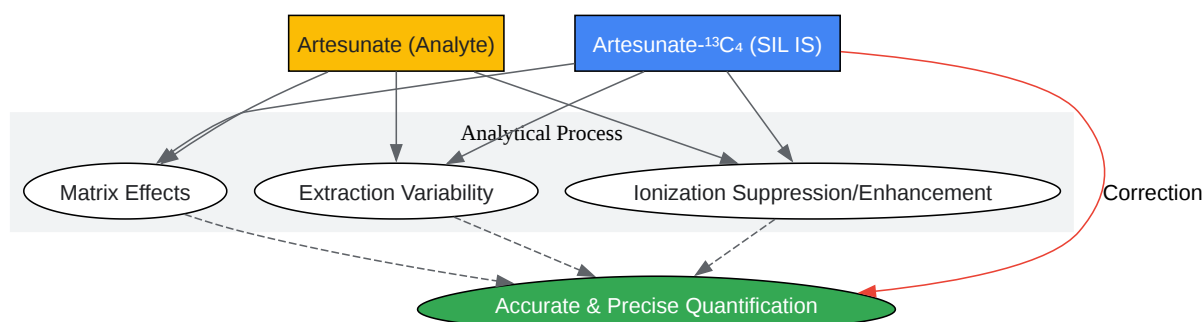 Artesunate (Analyte)
Artesunate-¹³C₄ (SIL IS)
Analytical Process
Matrix Effects
Extraction Variability
Ionization Suppression/Enhancement
Correction
Accurate & Precise Quantification